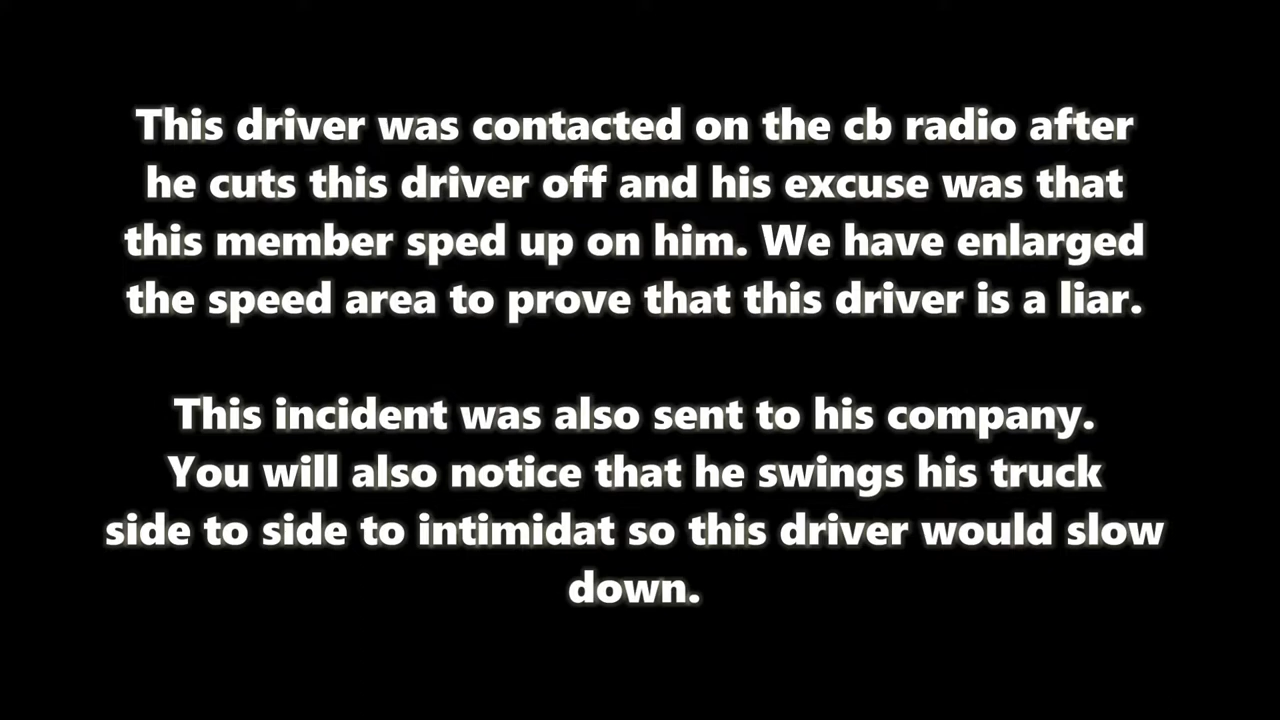 This driver was contacted on the cb radio after
he cuts this driver off and his excuse was that
this member sped up on him. We have enlarged
the speed area to prove that this driver is a liar.
This incident was also sent to his company.
You will also notice that he swings his truck
side to side to intimidat so this driver would slow
down.